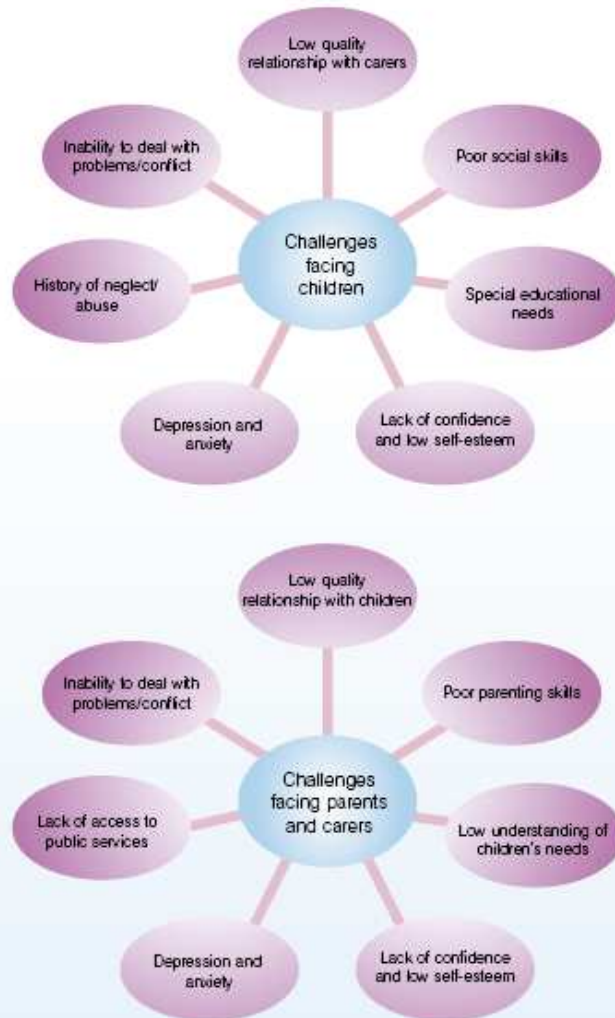 Low quality
relationship with carers
Inability to deal with
problems/conflict
Poor social skills
Challenges
facing
children
History of neglect/
abuse
Special educational
needs
Depression and
anxiety
Lack of confidence
and low self-esteem
Low quality
relationship with children
Inability to deal with
problems/conflict
Poor parenting skills
Challenges
facing parents
and carers
Lack of access to
public services
Low understanding of
children's needs
Depression and
anxiety
Lack of confidence
and low self-esteem